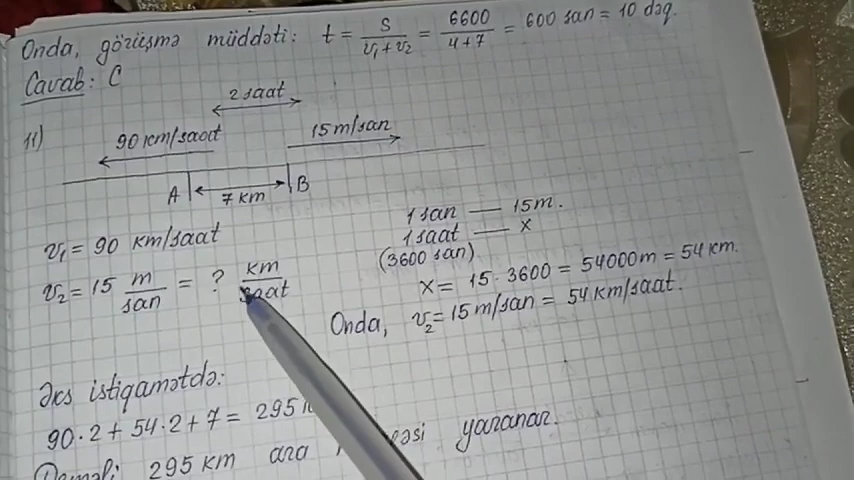 Onda, görüşmə müddəti: t = S / v₁+v₂ = 6600 / 4+7 = 600 san = 10 dəq.
Cavab: C
2 saat
11)
90 km/saat
15 m/san
A
7 km
B
v₁ = 90 km/saat
v₂ = 15 m/san = ? km/saat
1 san — 15 m.
1 saat — x
(3600 san)
x = 15 · 3600 = 54000 m = 54 km.
Onda, v₂ = 15 m/san = 54 km/saat.
Əks istiqamətdə:
90 · 2 + 54 · 2 + 7 = 295
Deməli 295 km ara yaranar.